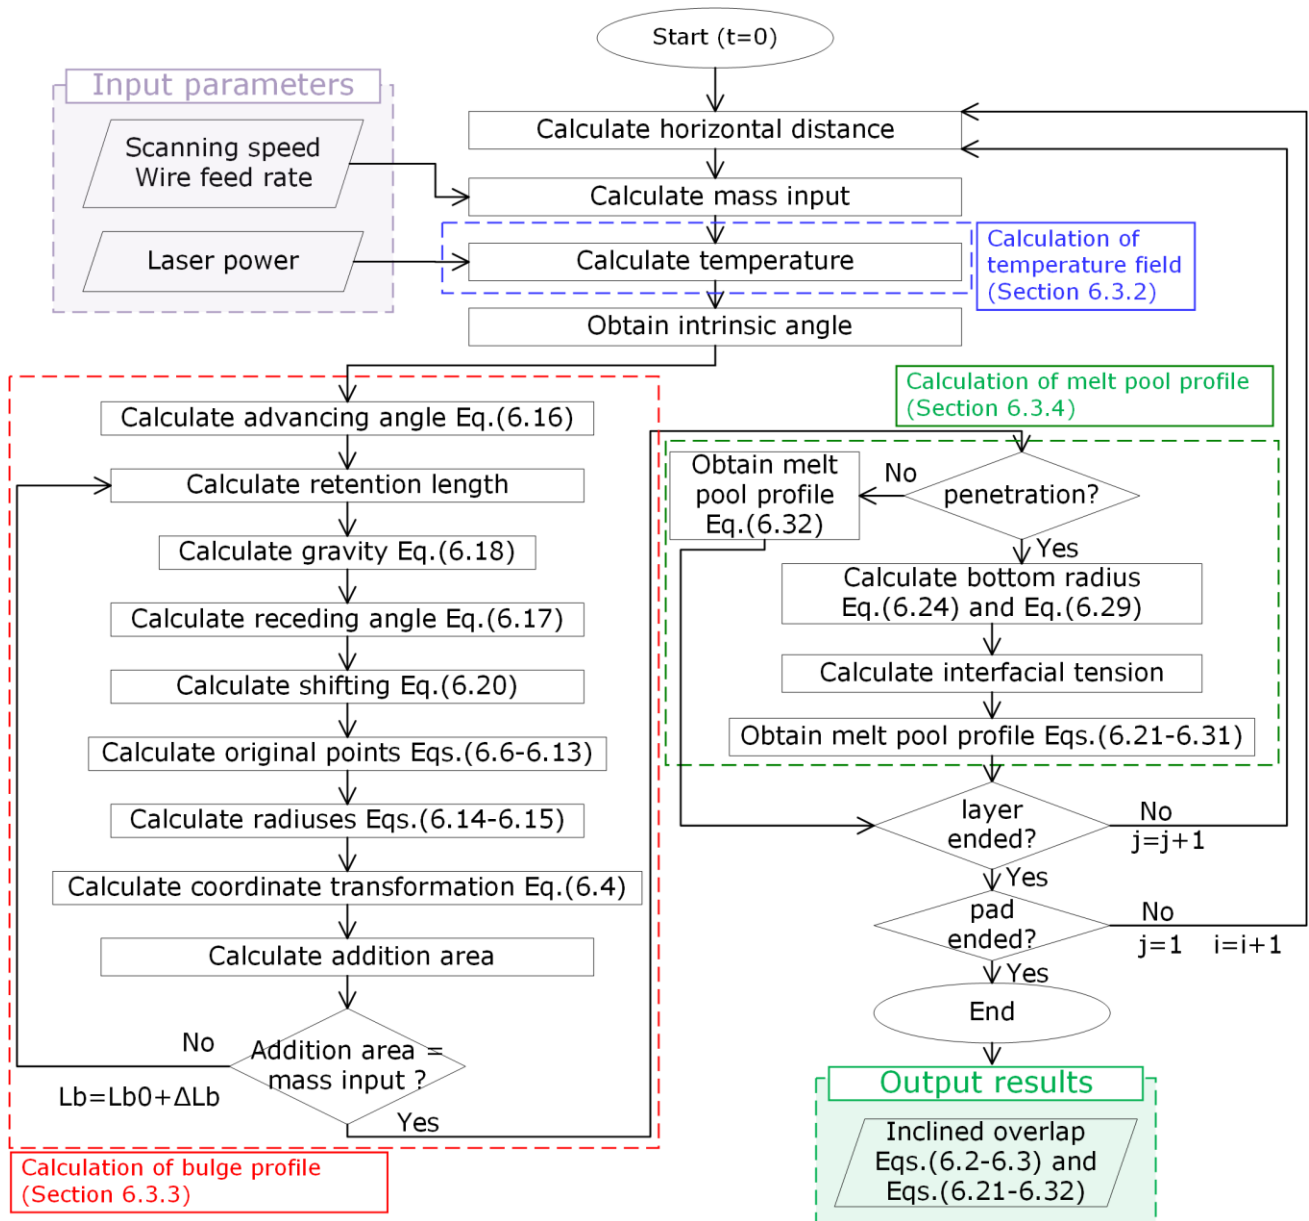 Start (t=0)
Input parameters
Scanning speed
Wire feed rate
Laser power
Calculate horizontal distance
Calculate mass input
Calculate temperature
Calculation of
temperature field
(Section 6.3.2)
Obtain intrinsic angle
Calculate advancing angle Eq.(6.16)
Calculate retention length
Calculate gravity Eq.(6.18)
Calculate receding angle Eq.(6.17)
Calculate shifting Eq.(6.20)
Calculate original points Eqs.(6.6-6.13)
Calculate radiuses Eqs.(6.14-6.15)
Calculate coordinate transformation Eq.(6.4)
Calculate addition area
Addition area =
mass input ?
No
Lb=Lb0+ΔLb
Yes
Calculation of bulge profile
(Section 6.3.3)
Calculation of melt pool profile
(Section 6.3.4)
penetration?
No
Obtain melt
pool profile
Eq.(6.32)
Yes
Calculate bottom radius
Eq.(6.24) and Eq.(6.29)
Calculate interfacial tension
Obtain melt pool profile Eqs.(6.21-6.31)
layer
ended?
No
j=j+1
Yes
pad
ended?
No
j=1 i=i+1
Yes
End
Output results
Inclined overlap
Eqs.(6.2-6.3) and
Eqs.(6.21-6.32)